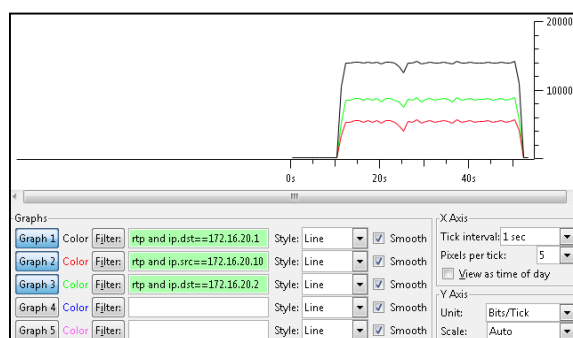 20000
10000
0s 20s 40s
Graphs
Graph 1 Color Filter: rtp and ip.dst==172.16.20.1 Style: Line Smooth
Graph 2 Color Filter: rtp and ip.src==172.16.20.10 Style: Line Smooth
Graph 3 Color Filter: rtp and ip.dst==172.16.20.2 Style: Line Smooth
Graph 4 Color Filter: Style: Line Smooth
Graph 5 Color Filter: Style: Line Smooth
X Axis
Tick interval: 1 sec
Pixels per tick: 5
View as time of day
Y Axis
Unit: Bits/Tick
Scale: Auto